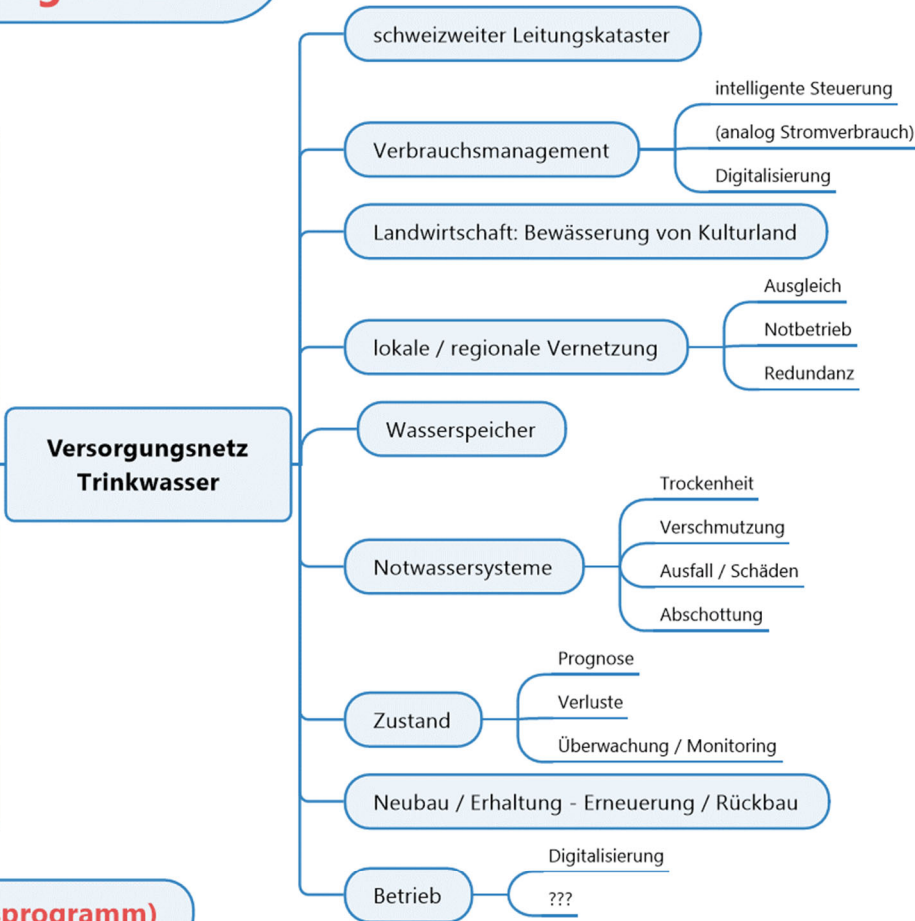 schweizweiter Leitungskataster
intelligente Steuerung
(analog Stromverbrauch)
Digitalisierung
Verbrauchsmanagement
Landwirtschaft: Bewässerung von Kulturland
Ausgleich
Notbetrieb
Redundanz
lokale / regionale Vernetzung
Wasserspeicher
Versorgungsnetz
Trinkwasser
Trockenheit
Verschmutzung
Ausfall / Schäden
Abschottung
Notwassersysteme
Prognose
Verluste
Überwachung / Monitoring
Zustand
Neubau / Erhaltung - Erneuerung / Rückbau
Digitalisierung
???
Betrieb
sprogramm)